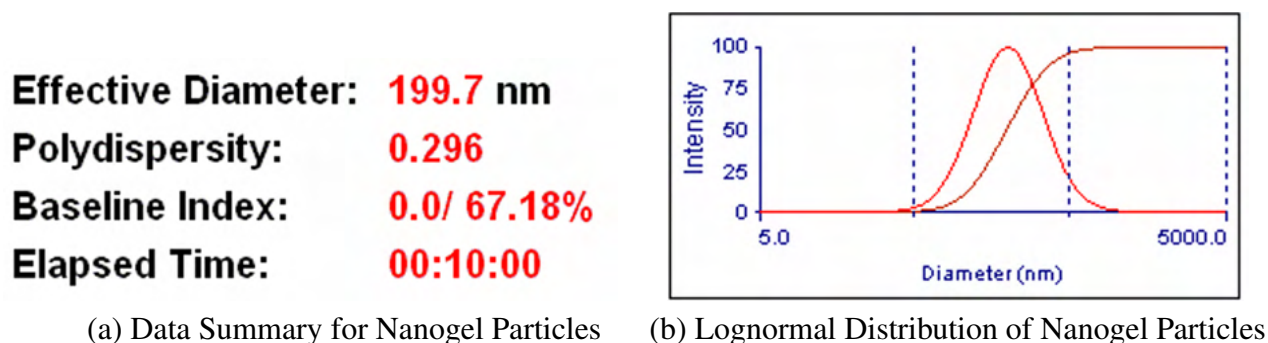 Effective Diameter: 199.7 nm
Polydispersity: 0.296
Baseline Index: 0.0/ 67.18%
Elapsed Time: 00:10:00
(a) Data Summary for Nanogel Particles
100
75
50
25
0
Intensity
5.0 5000.0
Diameter (nm)
(b) Lognormal Distribution of Nanogel Particles